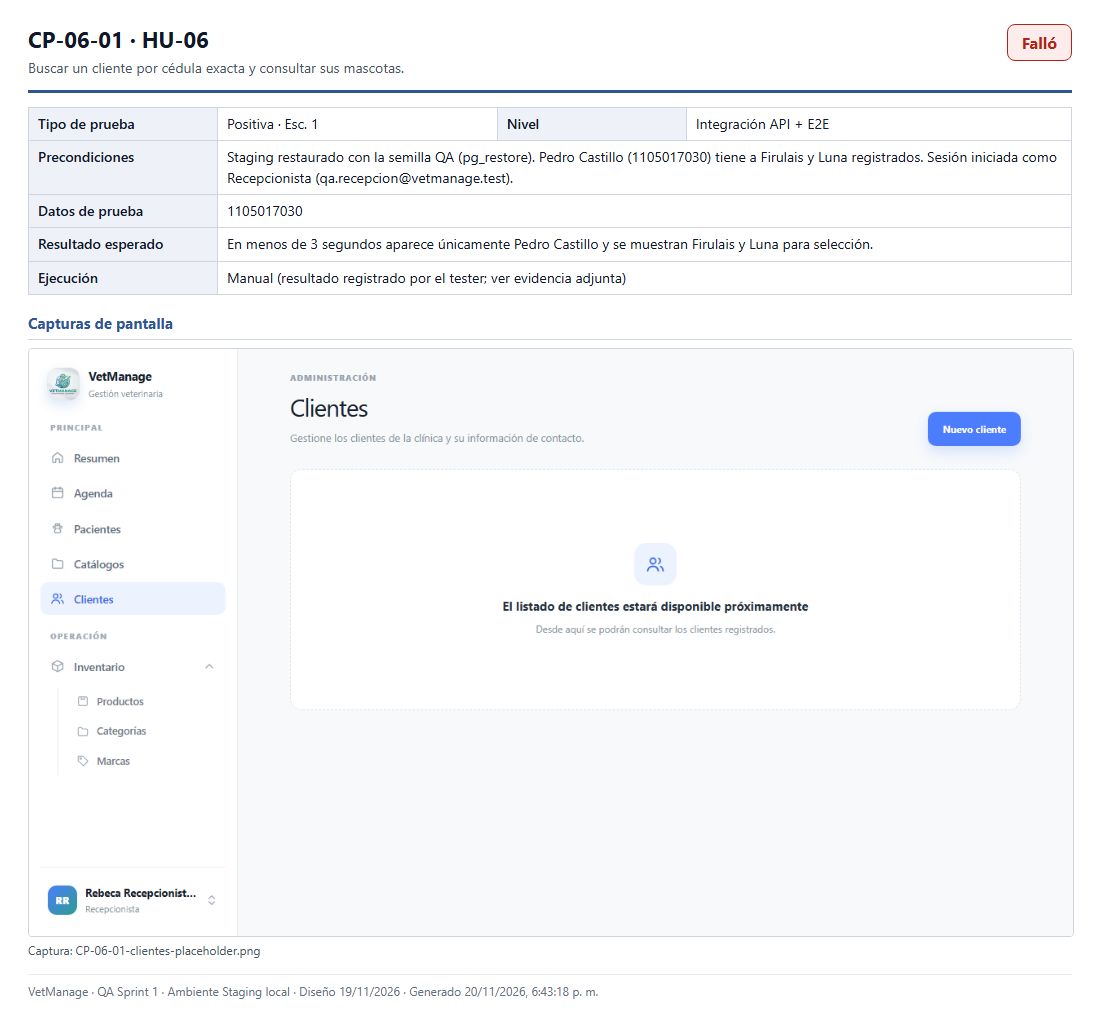 CP-06-01 · HU-06
Falló
Buscar un cliente por cédula exacta y consultar sus mascotas.
Tipo de prueba
Positiva · Esc. 1
Nivel
Integración API + E2E
Precondiciones
Staging restaurado con la semilla QA (pg_restore). Pedro Castillo (1105017030) tiene a Firulais y Luna registrados. Sesión iniciada como
Recepcionista (qa.recepcion@vetmanage.test).
Datos de prueba
1105017030
Resultado esperado
En menos de 3 segundos aparece únicamente Pedro Castillo y se muestran Firulais y Luna para selección.
Ejecución
Manual (resultado registrado por el tester; ver evidencia adjunta)
Capturas de pantalla
VETMANAGE
VetManage
Gestión veterinaria
PRINCIPAL
Resumen
Agenda
Pacientes
Catálogos
Clientes
OPERACIÓN
Inventario
Productos
Categorías
Marcas
RR
Rebeca Recepcionist...
Recepcionista
ADMINISTRACIÓN
Clientes
Gestione los clientes de la clínica y su información de contacto.
Nuevo cliente
El listado de clientes estará disponible próximamente
Desde aquí se podrán consultar los clientes registrados.
Captura: CP-06-01-clientes-placeholder.png
VetManage · QA Sprint 1 · Ambiente Staging local · Diseño 19/11/2026 · Generado 20/11/2026, 6:43:18 p. m.